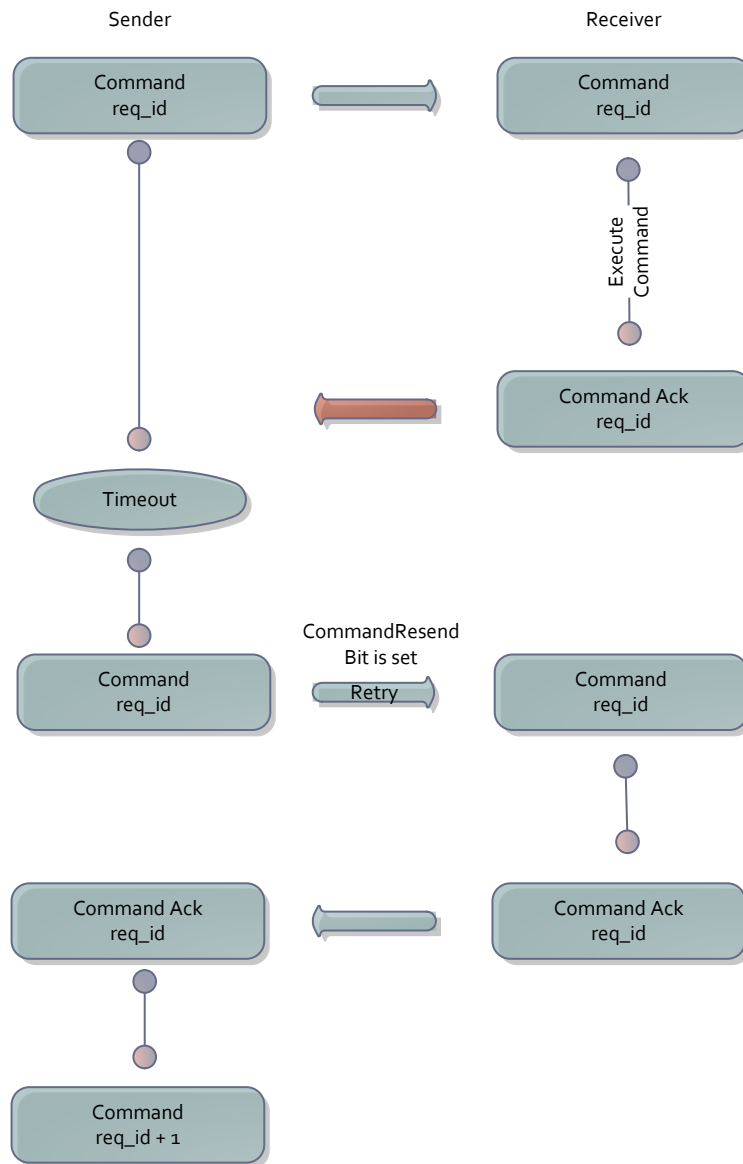 Sender
Receiver
Command
req_id
Command
req_id
Execute
Command
Command Ack
req_id
Timeout
CommandResend
Bit is set
Command
req_id
Retry
Command
req_id
Command Ack
req_id
Command Ack
req_id
Command
req_id + 1